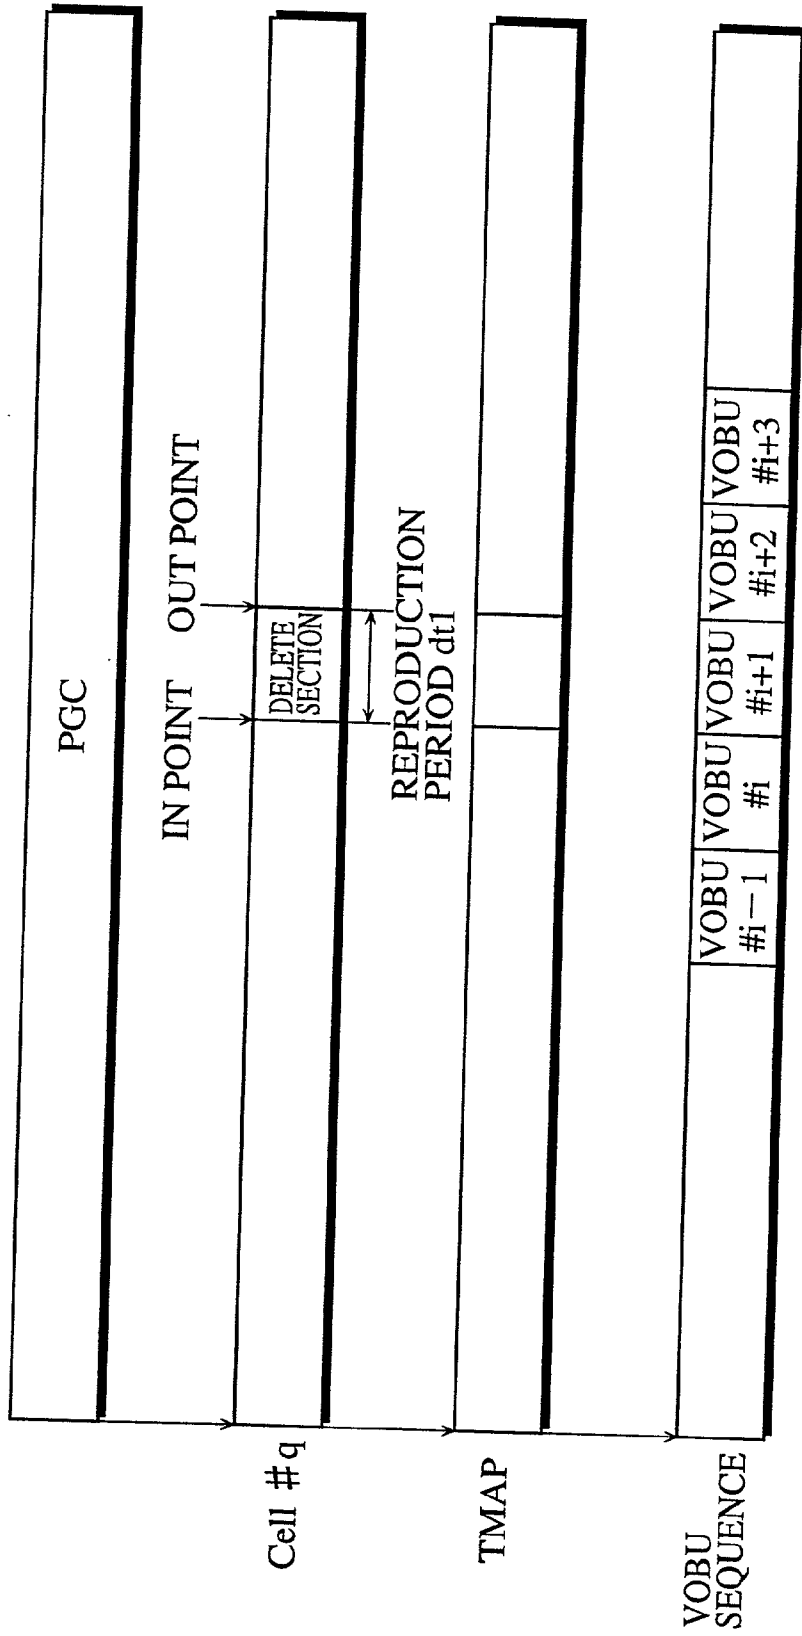 PGC
IN POINT
OUT POINT
Cell #q
DELETE
SECTION
REPRODUCTION
PERIOD dt1
TMAP
VOBU
SEQUENCE
VOBU
#i−1
VOBU
#i
VOBU
#i+1
VOBU
#i+2
VOBU
#i+3